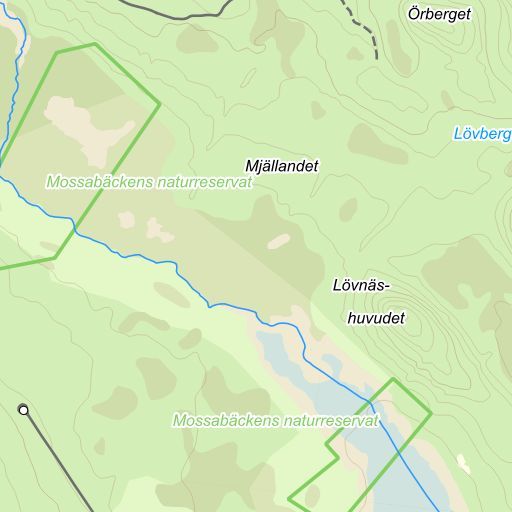 Örberget
Lövberg
Mjällandet
Mossabäckens naturreservat
Lövnäs-
huvudet
Mossabäckens naturreservat